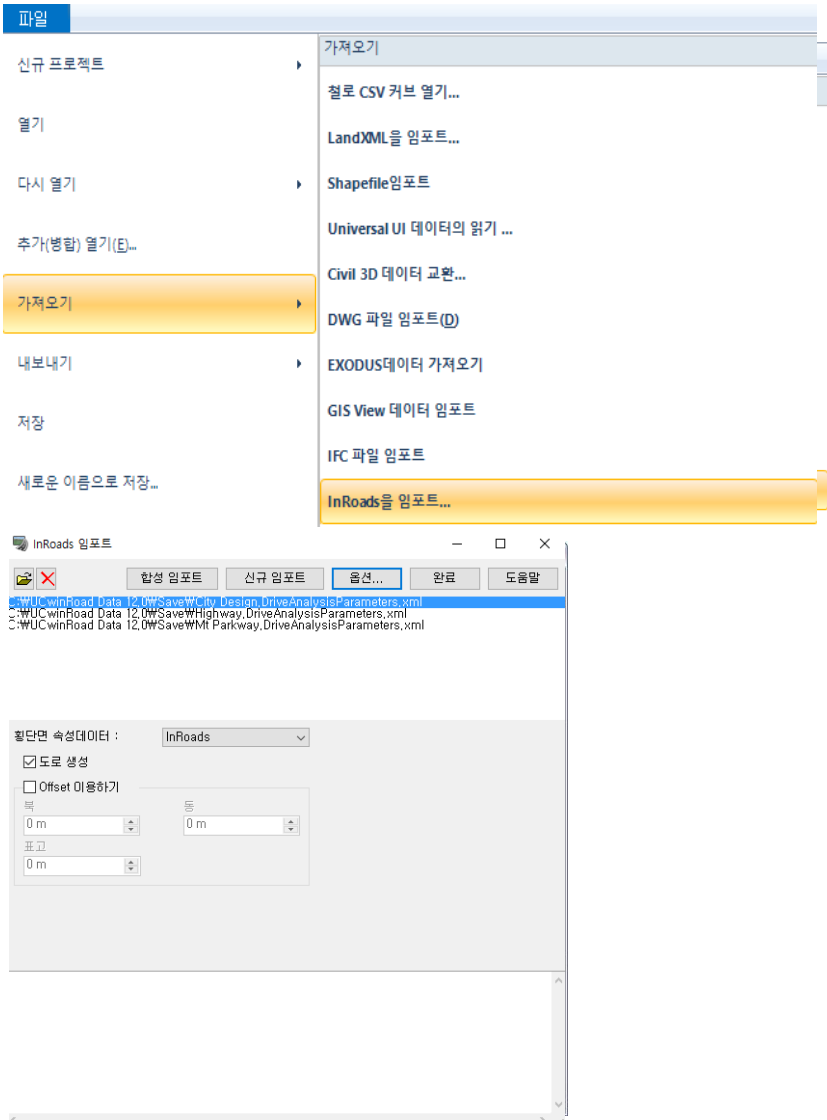 파일
신규 프로젝트
열기
다시 열기
추가(병합) 열기(E)...
가져오기
내보내기
저장
새로운 이름으로 저장...
가져오기
철로 CSV 커브 열기...
LandXML을 임포트...
Shapefile임포트
Universal UI 데이터의 읽기 ...
Civil 3D 데이터 교환...
DWG 파일 임포트(D)
EXODUS데이터 가져오기
GIS View 데이터 임포트
IFC 파일 임포트
InRoads을 임포트...
InRoads 임포트
합성 임포트 신규 임포트 옵션... 완료 도움말
C:₩UCwinRoad Data 12.0₩Save₩City Design.DriveAnalysisParameters.xml
C:₩UCwinRoad Data 12.0₩Save₩Highway.DriveAnalysisParameters.xml
C:₩UCwinRoad Data 12.0₩Save₩Mt Parkway.DriveAnalysisParameters.xml
횡단면 속성데이터 : InRoads
도로 생성
Offset 이용하기
북 동
0 m 0 m
표고
0 m